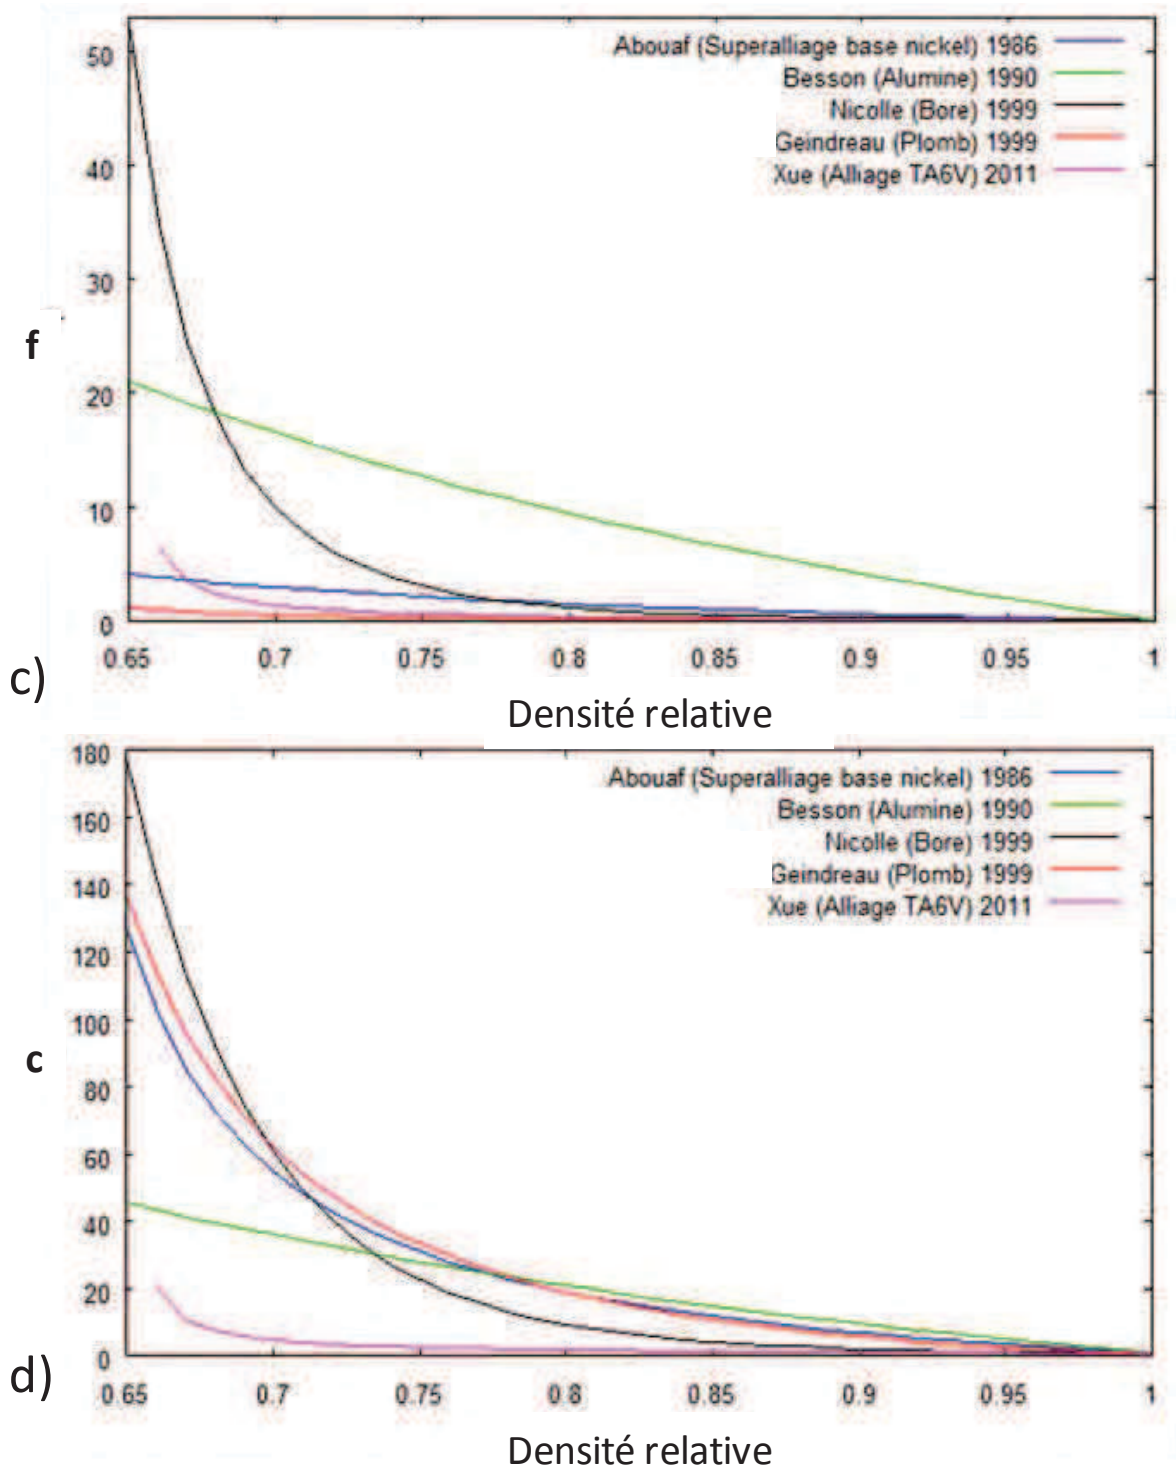 50
40
30
20
10
0
f
Abouaf (Superalliage base nickel) 1986
Besson (Alumine) 1990
Nicolle (Bore) 1999
Geindreau (Plomb) 1999
Xue (Alliage TA6V) 2011
0.65 0.7 0.75 0.8 0.85 0.9 0.95 1
c)
Densité relative
180
160
140
120
100
80
60
40
20
0
c
Abouaf (Superalliage base nickel) 1986
Besson (Alumine) 1990
Nicolle (Bore) 1999
Geindreau (Plomb) 1999
Xue (Alliage TA6V) 2011
0.65 0.7 0.75 0.8 0.85 0.9 0.95 1
d)
Densité relative